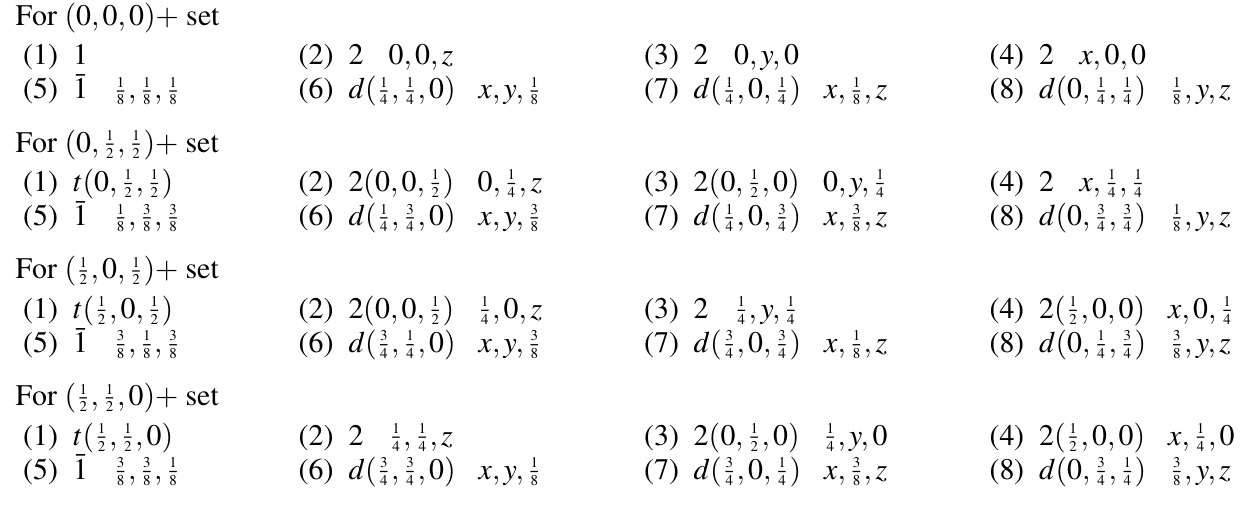 For (0,0,0)+ set
(1) 1 (2) 2 0,0,z (3) 2 0,y,0 (4) 2 x,0,0
(5) 1̄ 1/8,1/8,1/8 (6) d(1/4,1/4,0) x,y,1/8 (7) d(1/4,0,1/4) x,1/8,z (8) d(0,1/4,1/4) 1/8,y,z
For (0,1/2,1/2)+ set
(1) t(0,1/2,1/2) (2) 2(0,0,1/2) 0,1/4,z (3) 2(0,1/2,0) 0,y,1/4 (4) 2 x,1/4,1/4
(5) 1̄ 1/8,3/8,3/8 (6) d(1/4,3/4,0) x,y,3/8 (7) d(1/4,0,3/4) x,3/8,z (8) d(0,3/4,3/4) 1/8,y,z
For (1/2,0,1/2)+ set
(1) t(1/2,0,1/2) (2) 2(0,0,1/2) 1/4,0,z (3) 2 1/4,y,1/4 (4) 2(1/2,0,0) x,0,1/4
(5) 1̄ 3/8,1/8,3/8 (6) d(3/4,1/4,0) x,y,3/8 (7) d(3/4,0,3/4) x,1/8,z (8) d(0,1/4,3/4) 3/8,y,z
For (1/2,1/2,0)+ set
(1) t(1/2,1/2,0) (2) 2 1/4,1/4,z (3) 2(0,1/2,0) 1/4,y,0 (4) 2(1/2,0,0) x,1/4,0
(5) 1̄ 3/8,3/8,1/8 (6) d(3/4,3/4,0) x,y,1/8 (7) d(3/4,0,1/4) x,3/8,z (8) d(0,3/4,1/4) 3/8,y,z